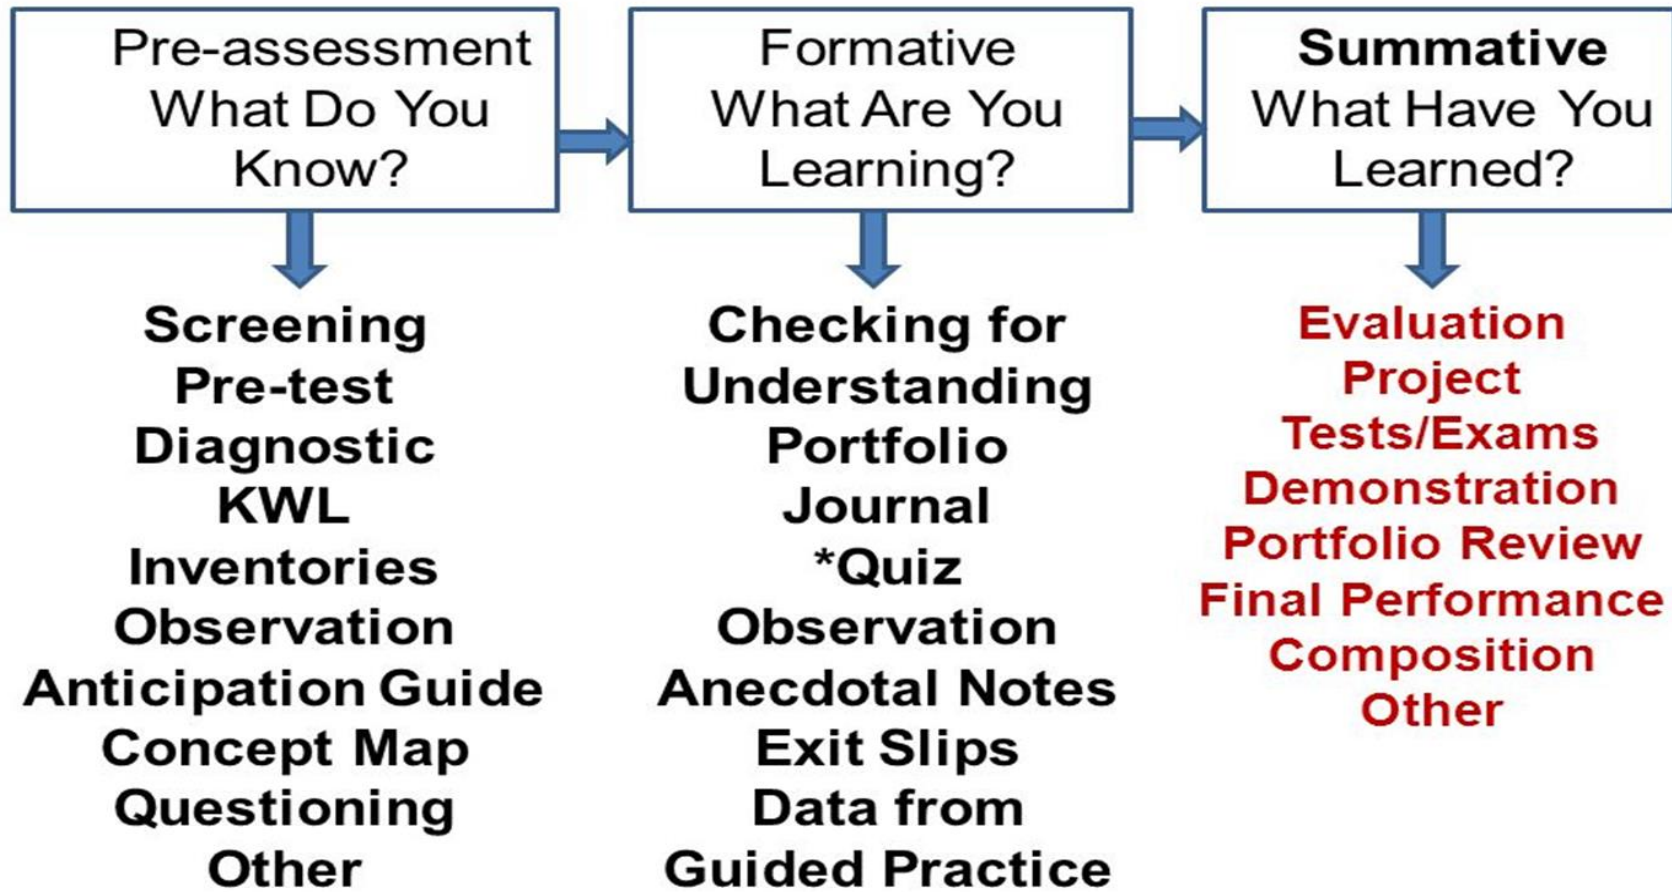 Pre-assessment
What Do You
Know?
Formative
What Are You
Learning?
Summative
What Have You
Learned?
Screening
Pre-test
Diagnostic
KWL
Inventories
Observation
Anticipation Guide
Concept Map
Questioning
Other
Checking for
Understanding
Portfolio
Journal
*Quiz
Observation
Anecdotal Notes
Exit Slips
Data from
Guided Practice
Evaluation
Project
Tests/Exams
Demonstration
Portfolio Review
Final Performance
Composition
Other